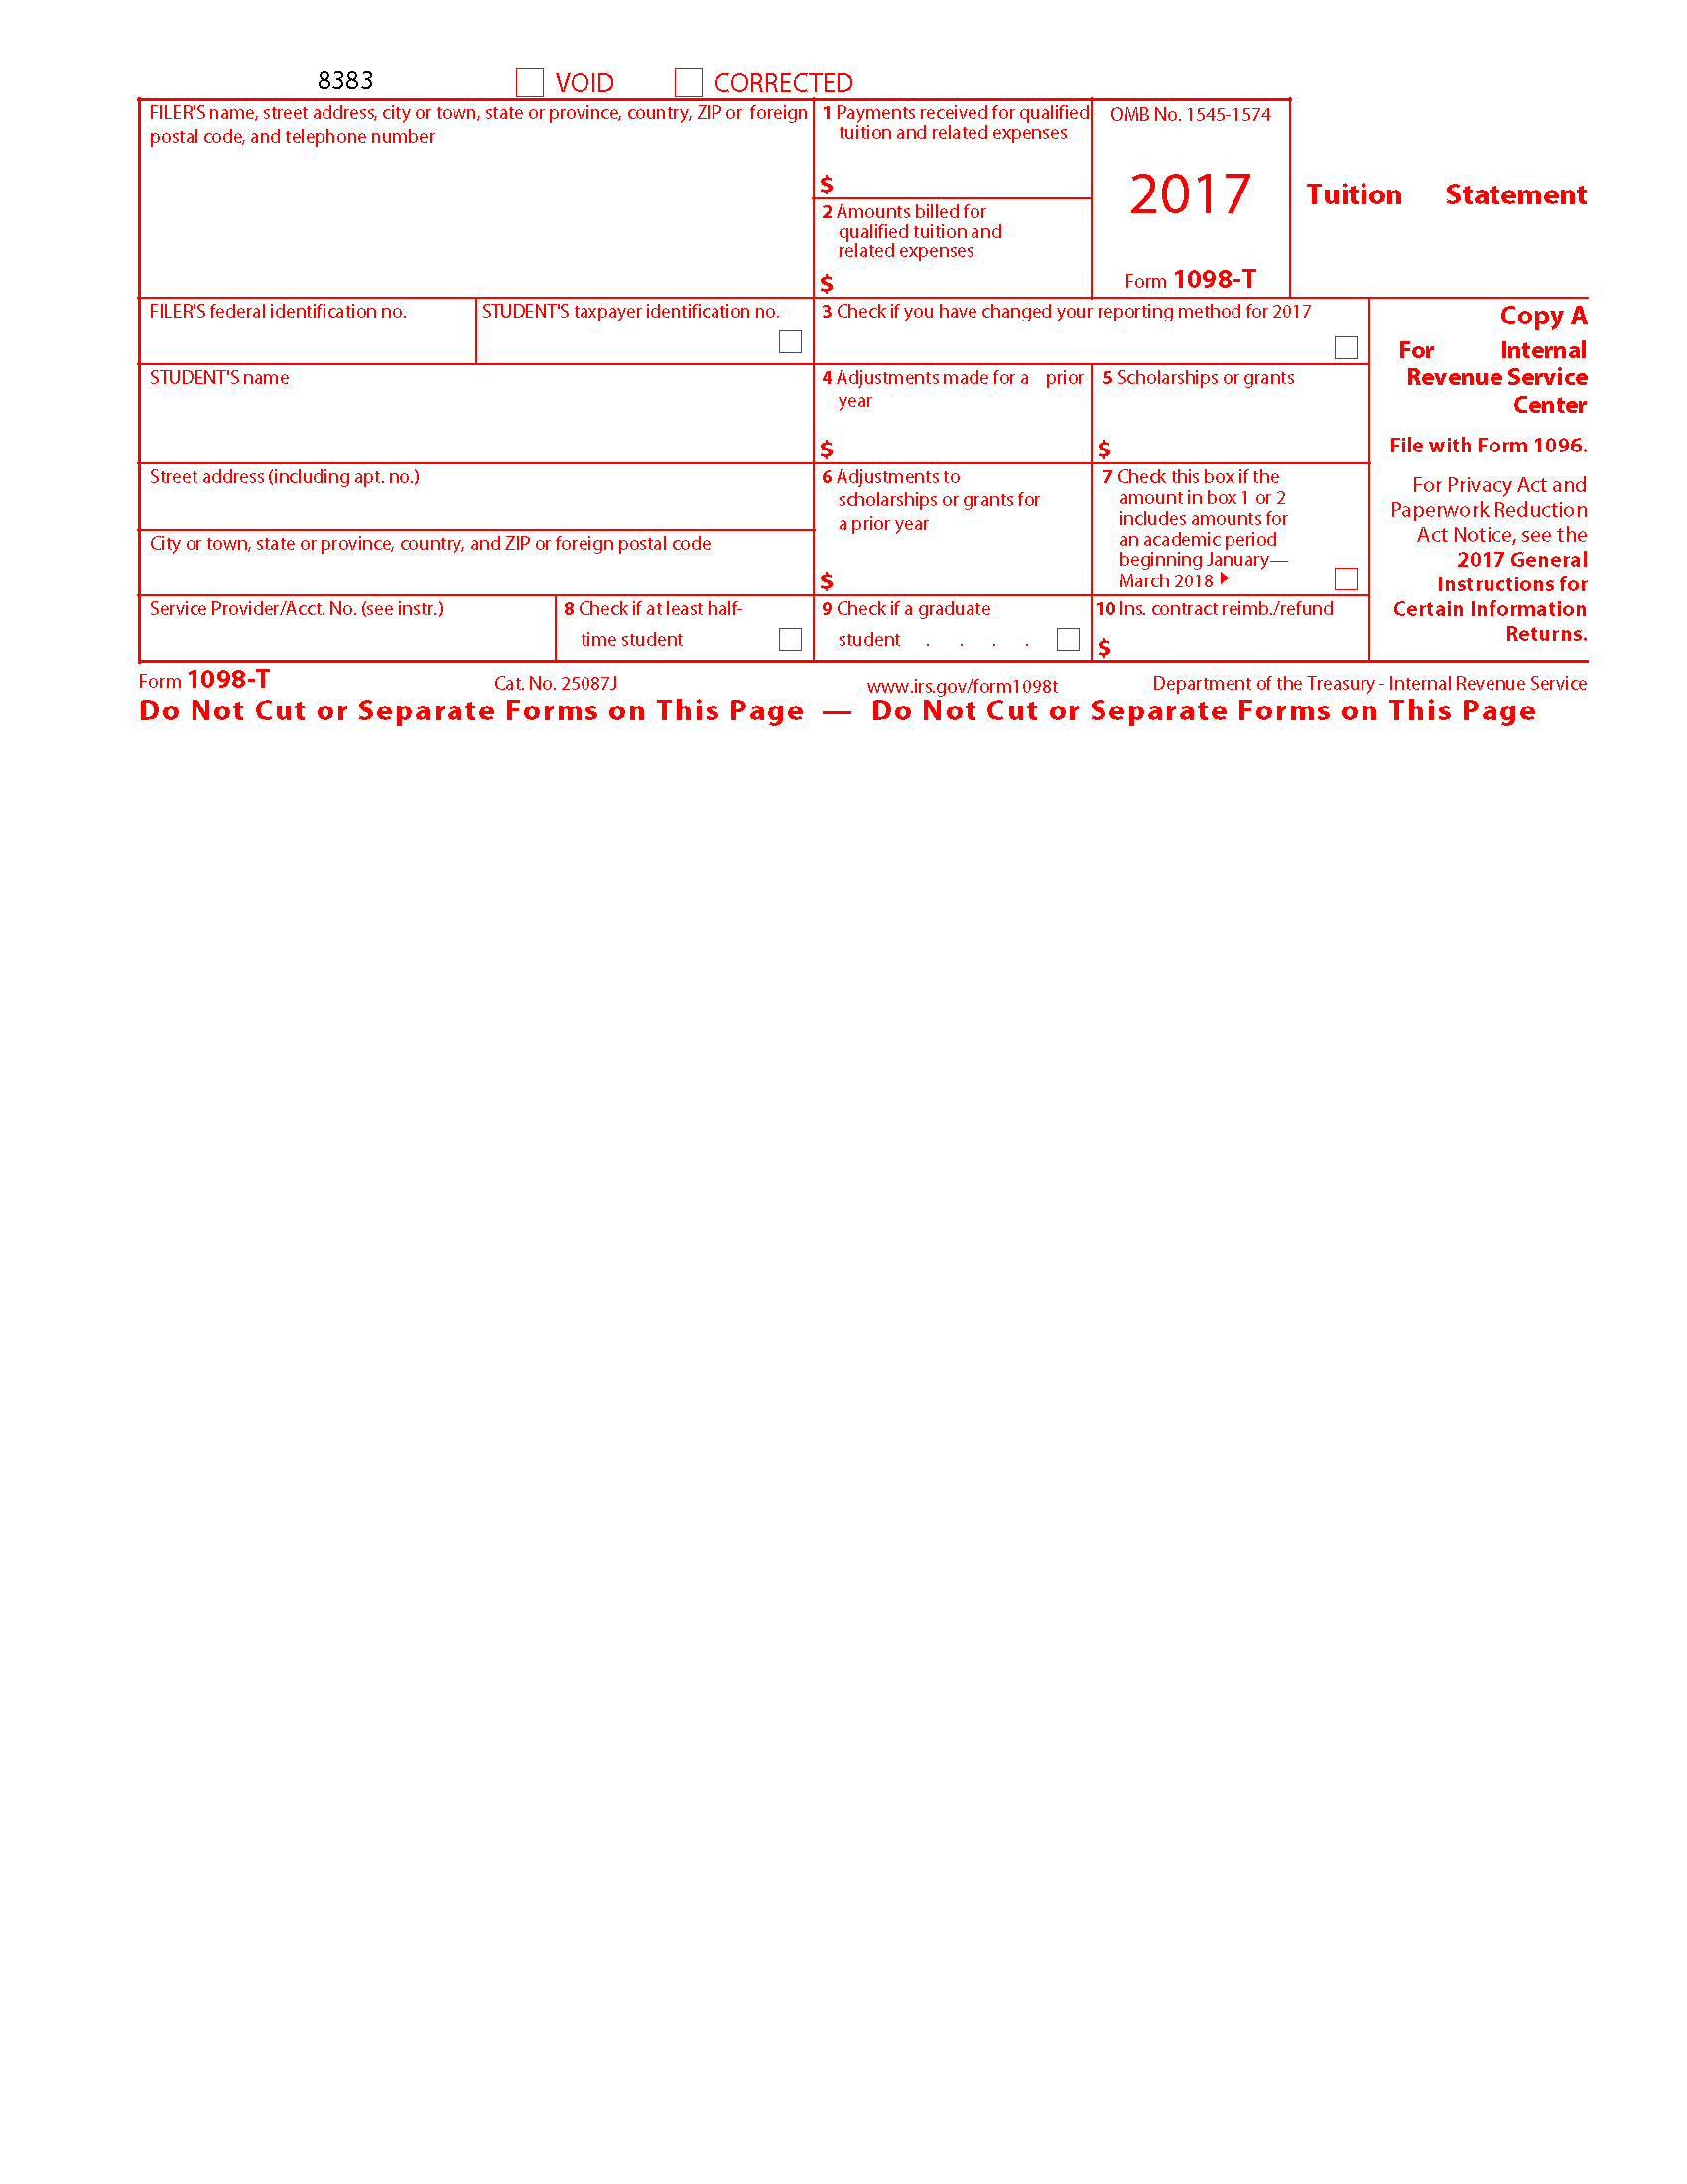 8383 VOID CORRECTED
FILER'S name, street address, city or town, state or province, country, ZIP or foreign
postal code, and telephone number
1 Payments received for qualified
tuition and related expenses
$
2 Amounts billed for
qualified tuition and
related expenses
$
OMB No. 1545-1574
2017
Form 1098-T
Tuition Statement
FILER'S federal identification no.
STUDENT'S taxpayer identification no.
3 Check if you have changed your reporting method for 2017
Copy A
For Internal
Revenue Service
Center
File with Form 1096.
For Privacy Act and
Paperwork Reduction
Act Notice, see the
2017 General
Instructions for
Certain Information
Returns.
STUDENT'S name
4 Adjustments made for a prior
year
$
5 Scholarships or grants
$
Street address (including apt. no.)
City or town, state or province, country, and ZIP or foreign postal code
6 Adjustments to
scholarships or grants for
a prior year
$
7 Check this box if the
amount in box 1 or 2
includes amounts for
an academic period
beginning January—
March 2018 ▶
Service Provider/Acct. No. (see instr.)
8 Check if at least half-
time student
9 Check if a graduate
student . . . .
10 Ins. contract reimb./refund
$
Form 1098-T Cat. No. 25087J www.irs.gov/form1098t Department of the Treasury - Internal Revenue Service
Do Not Cut or Separate Forms on This Page — Do Not Cut or Separate Forms on This Page